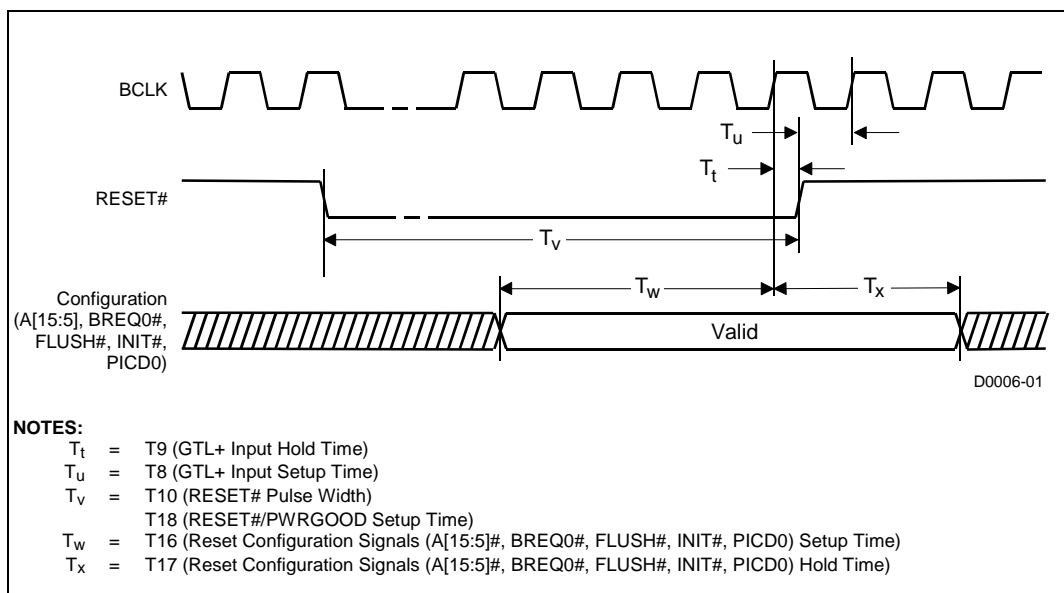 BCLK
Tu
Tt
RESET#
Tv
Tw
Tx
Configuration
(A[15:5], BREQ0#,
FLUSH#, INIT#,
PICD0)
Valid
D0006-01
NOTES:
Tt = T9 (GTL+ Input Hold Time)
Tu = T8 (GTL+ Input Setup Time)
Tv = T10 (RESET# Pulse Width)
T18 (RESET#/PWRGOOD Setup Time)
Tw = T16 (Reset Configuration Signals (A[15:5]#, BREQ0#, FLUSH#, INIT#, PICD0) Setup Time)
Tx = T17 (Reset Configuration Signals (A[15:5]#, BREQ0#, FLUSH#, INIT#, PICD0) Hold Time)